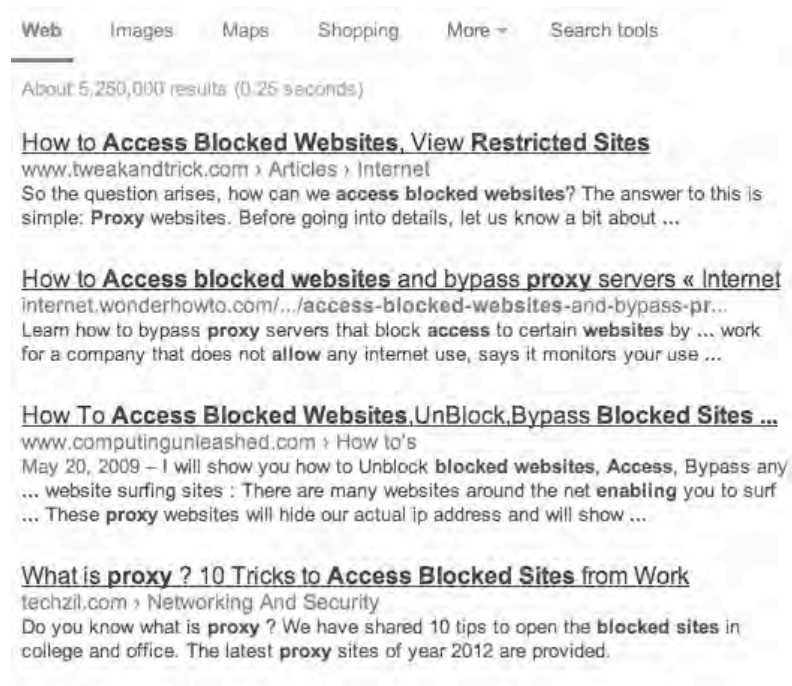 Web Images Maps Shopping More Search tools
About 5,250,000 results (0.25 seconds)
How to Access Blocked Websites, View Restricted Sites
www.tweakandtrick.com › Articles › Internet
So the question arises, how can we access blocked websites? The answer to this is
simple: Proxy websites. Before going into details, let us know a bit about ...
How to Access blocked websites and bypass proxy servers « Internet
internet.wonderhowto.com/.../access-blocked-websites-and-bypass-pr...
Learn how to bypass proxy servers that block access to certain websites by ... work
for a company that does not allow any internet use, says it monitors your use ...
How To Access Blocked Websites,UnBlock,Bypass Blocked Sites ...
www.computingunleashed.com › How to's
May 20, 2009 – I will show you how to Unblock blocked websites, Access, Bypass any
... website surfing sites : There are many websites around the net enabling you to surf
... These proxy websites will hide our actual ip address and will show ...
What is proxy ? 10 Tricks to Access Blocked Sites from Work
techzil.com › Networking And Security
Do you know what is proxy ? We have shared 10 tips to open the blocked sites in
college and office. The latest proxy sites of year 2012 are provided.